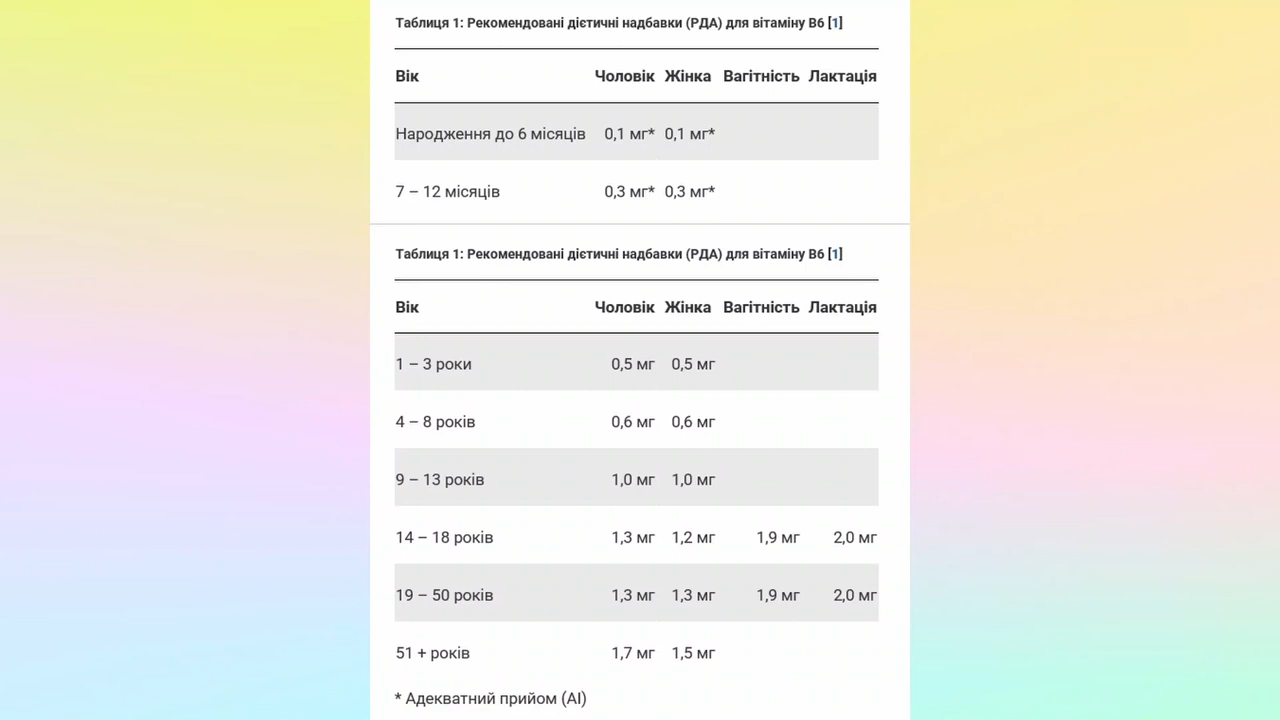 Таблиця 1: Рекомендовані дієтичні надбавки (РДА) для вітаміну B6 [1]
Вік Чоловік Жінка Вагітність Лактація
Народження до 6 місяців 0,1 мг* 0,1 мг*
7 – 12 місяців 0,3 мг* 0,3 мг*
Таблиця 1: Рекомендовані дієтичні надбавки (РДА) для вітаміну B6 [1]
Вік Чоловік Жінка Вагітність Лактація
1 – 3 роки 0,5 мг 0,5 мг
4 – 8 років 0,6 мг 0,6 мг
9 – 13 років 1,0 мг 1,0 мг
14 – 18 років 1,3 мг 1,2 мг 1,9 мг 2,0 мг
19 – 50 років 1,3 мг 1,3 мг 1,9 мг 2,0 мг
51 + років 1,7 мг 1,5 мг
* Адекватний прийом (AI)